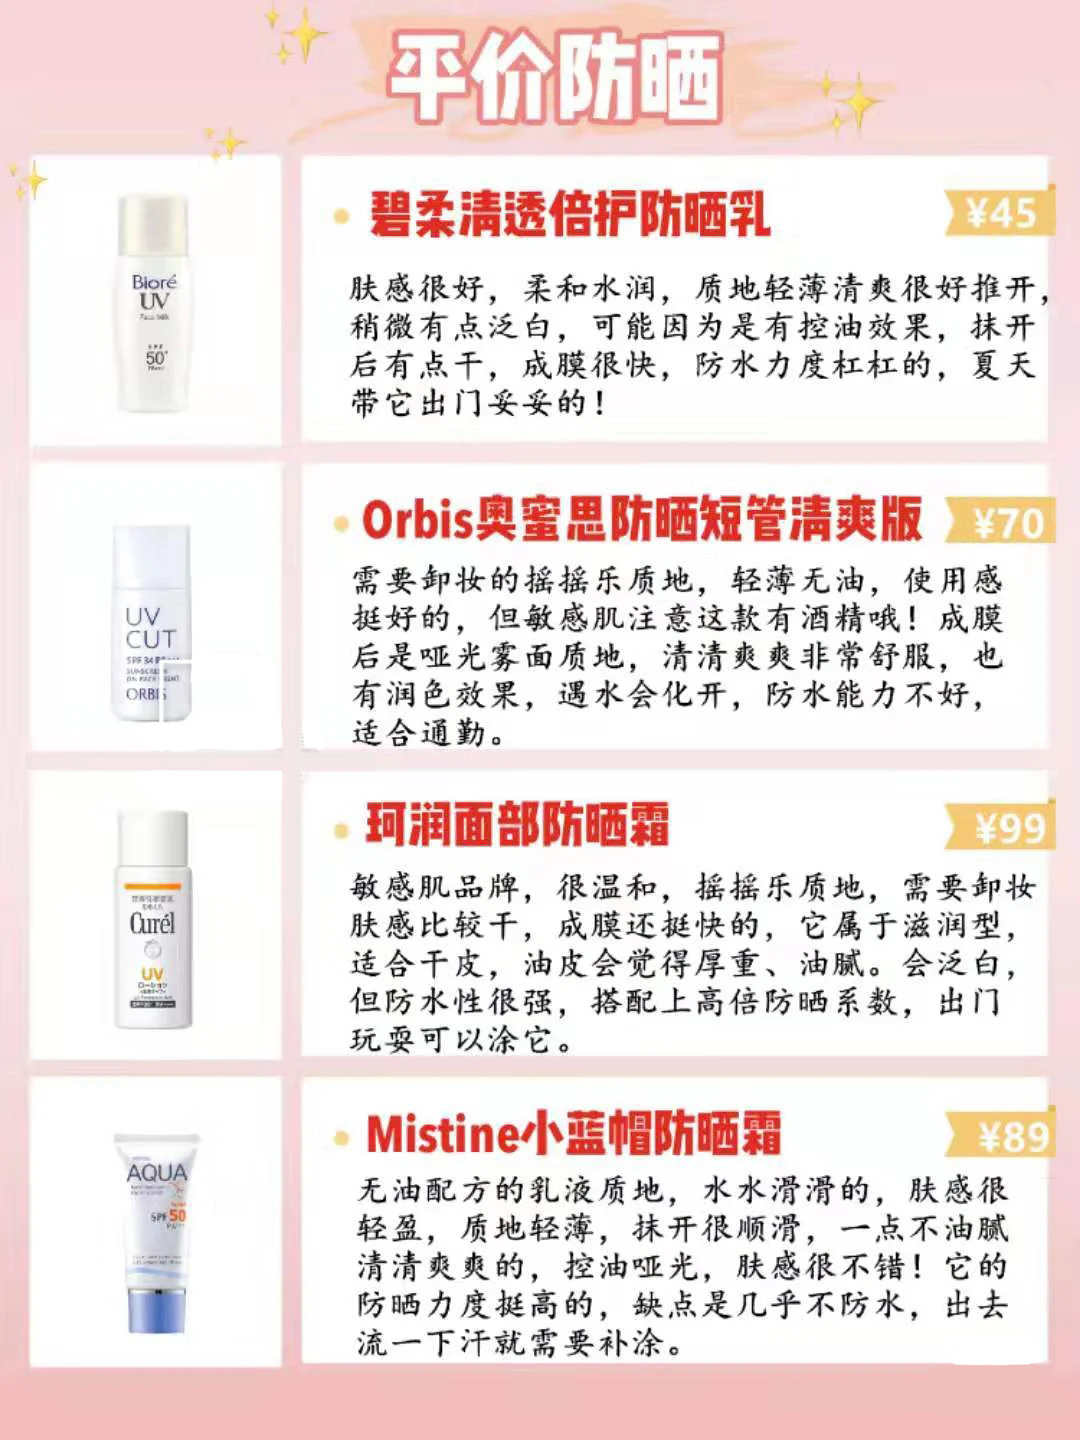 平价防晒
Bioré
UV
Face Milk
SPF
50+
碧柔清透倍护防晒乳
¥45
肤感很好，柔和水润，质地轻薄清爽很好推开，
稍微有点泛白，可能因为是有控油效果，抹开
后有点干，成膜很快，防水力度杠杠的，夏天
带它出门妥妥的！
UV
CUT
SPF 34
SUNSCREEN
ORBIS
Orbis奥蜜思防晒短管清爽版
¥70
需要卸妆的摇摇乐质地，轻薄无油，使用感
挺好的，但敏感肌注意这款有酒精哦！成膜
后是哑光雾面质地，清清爽爽非常舒服，也
有润色效果，遇水会化开，防水能力不好，
适合通勤。
Curél
UV
ローション
珂润面部防晒霜
¥99
敏感肌品牌，很温和，摇摇乐质地，需要卸妆
肤感比较干，成膜还挺快的，它属于滋润型，
适合干皮，油皮会觉得厚重、油腻。会泛白，
但防水性很强，搭配上高倍防晒系数，出门
玩耍可以涂它。
AQUA
SPF 50
Mistine小蓝帽防晒霜
¥89
无油配方的乳液质地，水水滑滑的，肤感很
轻盈，质地轻薄，抹开很顺滑，一点不油腻
清清爽爽的，控油哑光，肤感很不错！它的
防晒力度挺高的，缺点是几乎不防水，出去
流一下汗就需要补涂。